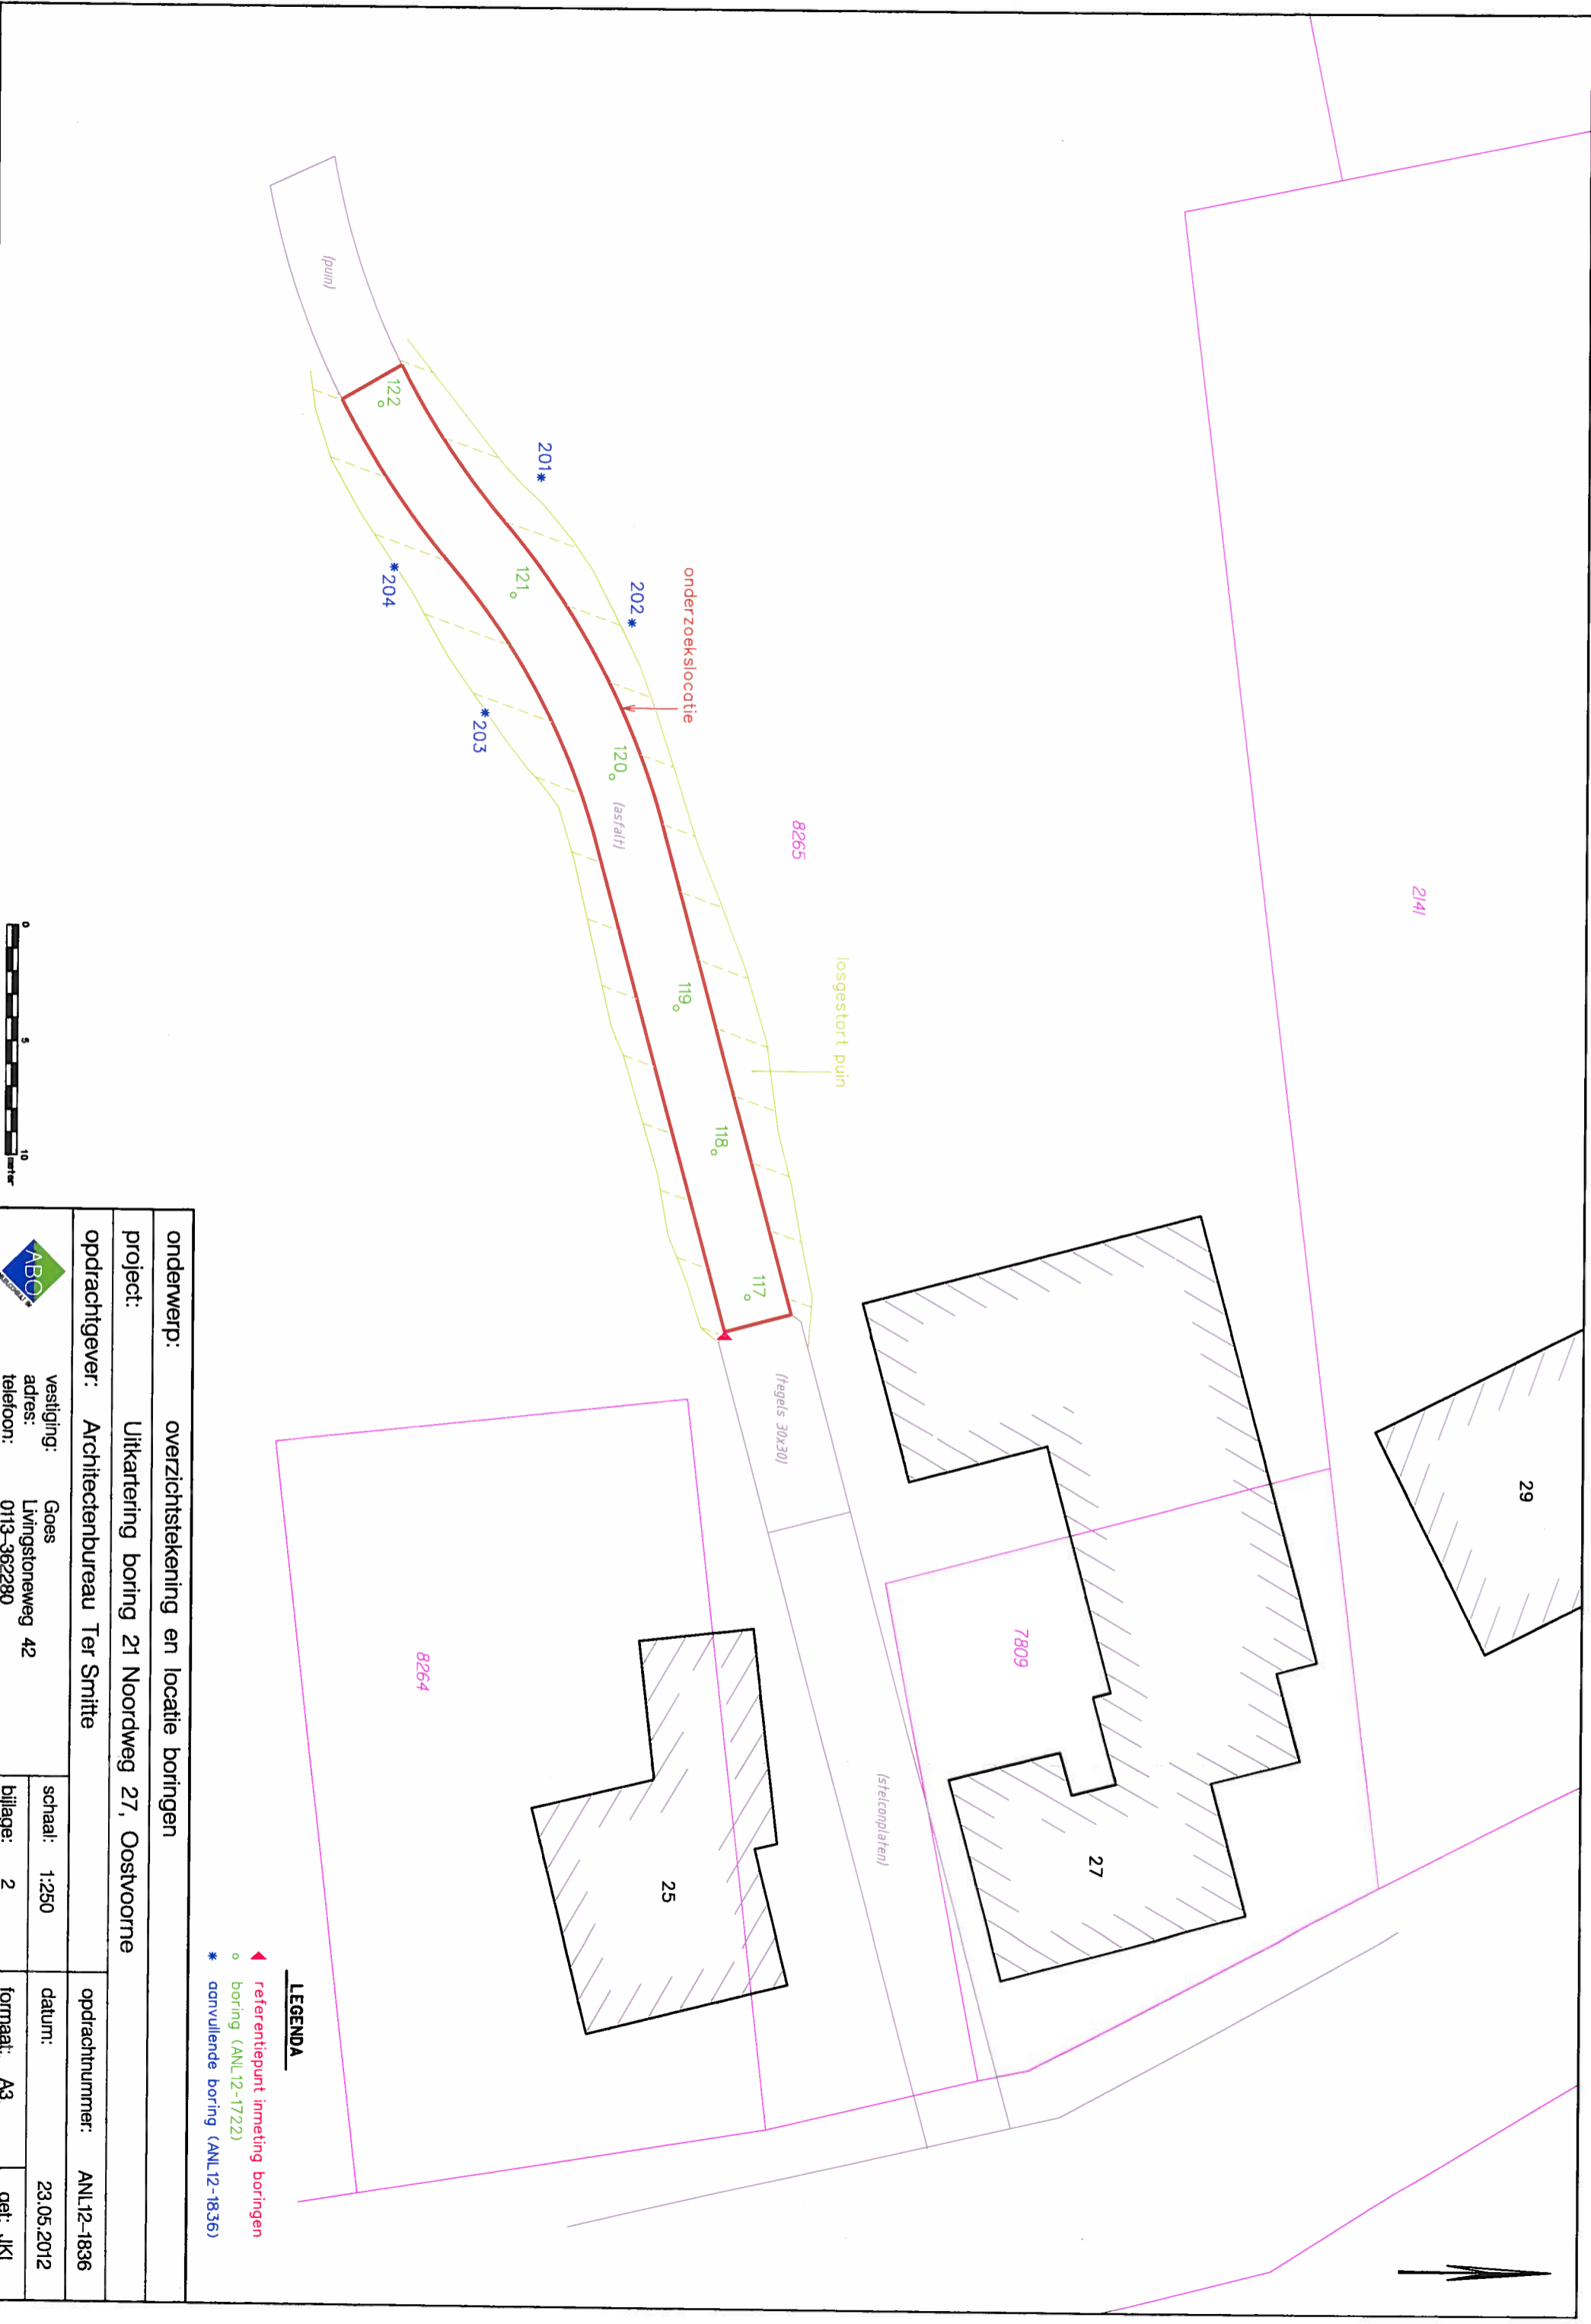 29
2141
27
7809
8265
losgestort puin
onderzoekslocatie
(stelconplaten)
(tegels 30x30)
25
8264
202
201
203
204
117
118
119
120
(asfalt)
121
122
(puin)
LEGENDA
referentiepunt inmeting boringen
boring (ANL12-1722)
aanvullende boring (ANL12-1836)
onderwerp: overzichtstekening en locatie boringen
project: Uitkartering boring 21 Noordweg 27, Oostvoorne
opdrachtgever: Architectenbureau Ter Smitte
opdrachtnummer: ANL12-1836
ABO
vestiging: Goes
adres: Livingstoneweg 42
telefoon: 0113-362280
schaal: 1:250
datum: 23.05.2012
bijlage: 2
formaat: A3
get: JKI
0 5 10 meter